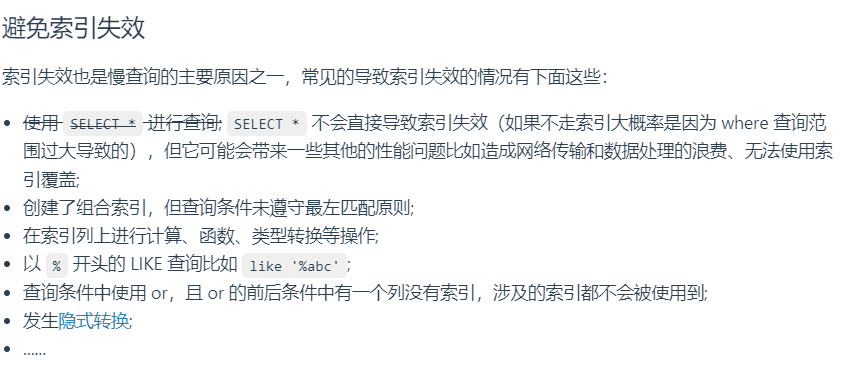 避免索引失效
索引失效也是慢查询的主要原因之一，常见的导致索引失效的情况有下面这些：
• 使用 SELECT * 进行查询; SELECT * 不会直接导致索引失效（如果不走索引大概率是因为 where 查询范
围过大导致的），但它可能会带来一些其他的性能问题比如造成网络传输和数据处理的浪费、无法使用索
引覆盖;
• 创建了组合索引，但查询条件未遵守最左匹配原则;
• 在索引列上进行计算、函数、类型转换等操作;
• 以 % 开头的 LIKE 查询比如 like '%abc';
• 查询条件中使用 or，且 or 的前后条件中有一个列没有索引，涉及的索引都不会被使用到;
• 发生隐式转换;
• ......